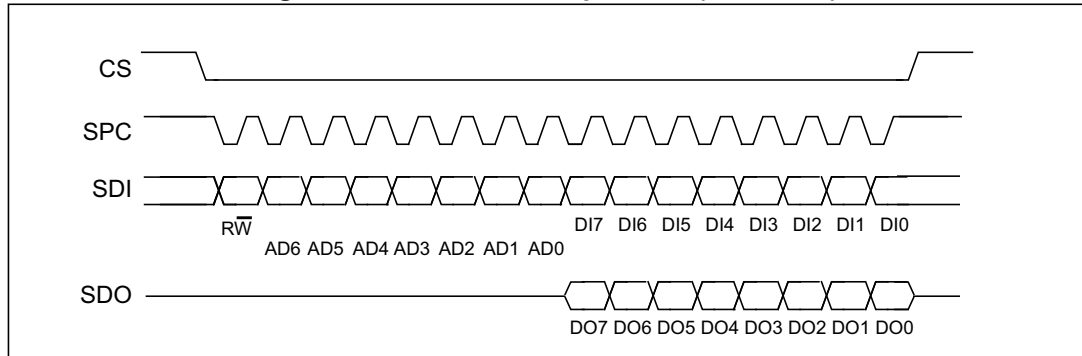 CS
SPC
SDI
RW̅ DI7 DI6 DI5 DI4 DI3 DI2 DI1 DI0
AD6 AD5 AD4 AD3 AD2 AD1 AD0
SDO
DO7 DO6 DO5 DO4 DO3 DO2 DO1 DO0